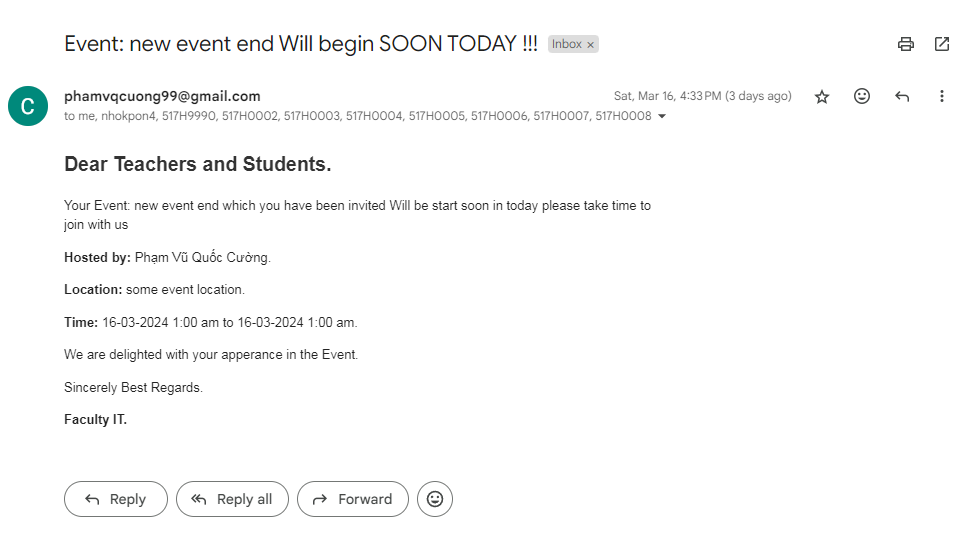 Event: new event end Will begin SOON TODAY !!! Inbox ×
C
phamvqcuong99@gmail.com Sat, Mar 16, 4:33 PM (3 days ago)
to me, nhokpon4, 517H9990, 517H0002, 517H0003, 517H0004, 517H0005, 517H0006, 517H0007, 517H0008
Dear Teachers and Students.
Your Event: new event end which you have been invited Will be start soon in today please take time to
join with us
Hosted by: Phạm Vũ Quốc Cường.
Location: some event location.
Time: 16-03-2024 1:00 am to 16-03-2024 1:00 am.
We are delighted with your apperance in the Event.
Sincerely Best Regards.
Faculty IT.
Reply Reply all Forward